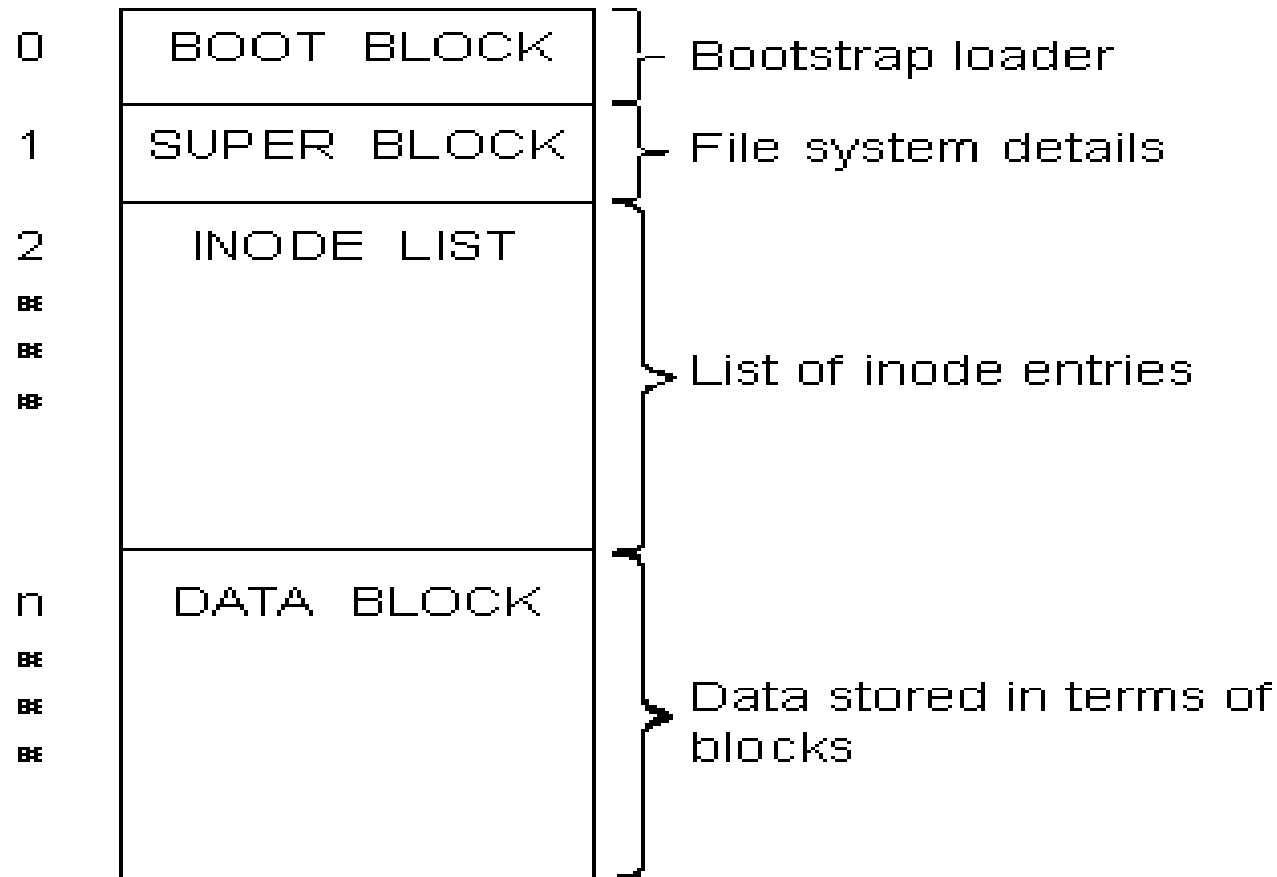 0 BOOT BLOCK Bootstrap loader
1 SUPER BLOCK File system details
2 INODE LIST
List of inode entries
n DATA BLOCK
Data stored in terms of
blocks